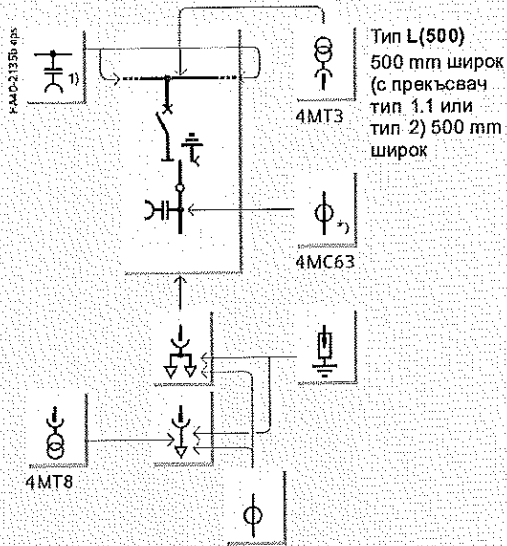 HA40-2135b eps
1)
4MT3
Тип L(500)
500 mm широк
(с прекъсвач
тип 1.1 или
тип 2) 500 mm
широк
*)
4MC63
4MT8